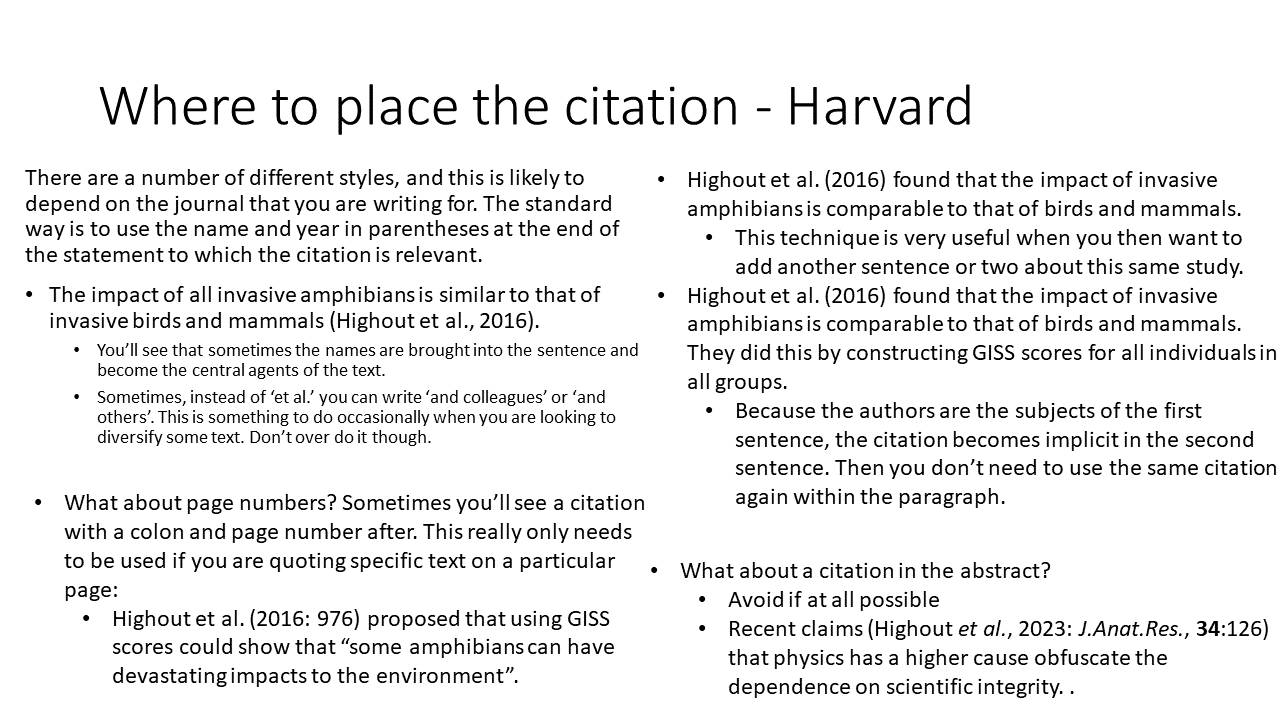 Where to place the citation - Harvard
There are a number of different styles, and this is likely to
depend on the journal that you are writing for. The standard
way is to use the name and year in parentheses at the end of
the statement to which the citation is relevant.
• The impact of all invasive amphibians is similar to that of
invasive birds and mammals (Highout et al., 2016).
• You’ll see that sometimes the names are brought into the sentence and
become the central agents of the text.
• Sometimes, instead of ‘et al.’ you can write ‘and colleagues’ or ‘and
others’. This is something to do occasionally when you are looking to
diversify some text. Don’t over do it though.
• What about page numbers? Sometimes you’ll see a citation
with a colon and page number after. This really only needs
to be used if you are quoting specific text on a particular
page:
• Highout et al. (2016: 976) proposed that using GISS
scores could show that “some amphibians can have
devastating impacts to the environment”.
• Highout et al. (2016) found that the impact of invasive
amphibians is comparable to that of birds and mammals.
• This technique is very useful when you then want to
add another sentence or two about this same study.
• Highout et al. (2016) found that the impact of invasive
amphibians is comparable to that of birds and mammals.
They did this by constructing GISS scores for all individuals in
all groups.
• Because the authors are the subjects of the first
sentence, the citation becomes implicit in the second
sentence. Then you don’t need to use the same citation
again within the paragraph.
• What about a citation in the abstract?
• Avoid if at all possible
• Recent claims (Highout et al., 2023: J.Anat.Res., 34:126)
that physics has a higher cause obfuscate the
dependence on scientific integrity. .